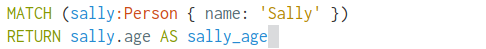 MATCH (sally:Person { name: 'Sally' })
RETURN sally.age AS sally_age